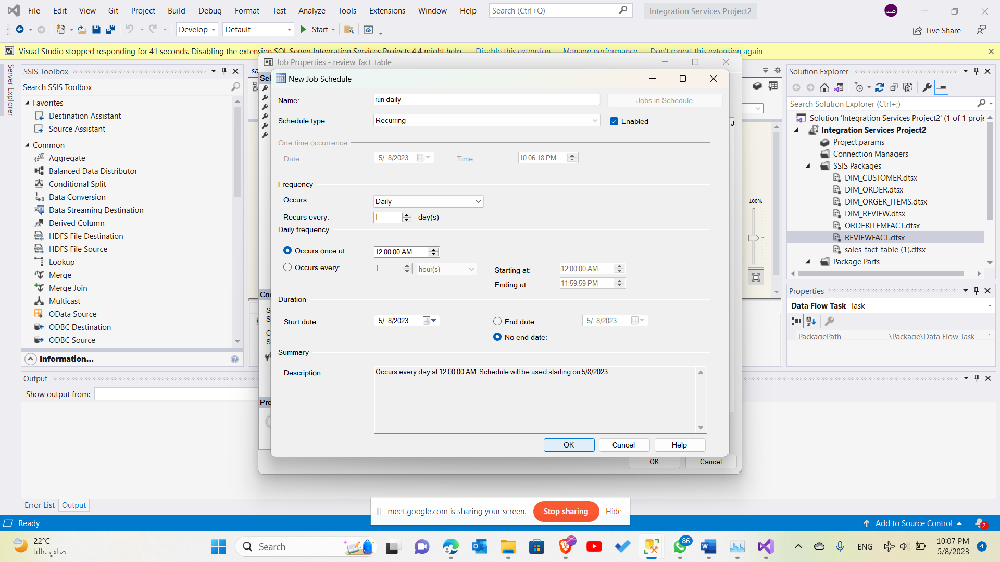 File Edit View Git Project Build Debug Format Test Analyze Tools Extensions Window Help Search (Ctrl+Q) Integration Services Project2
صم
Develop Default Start Live Share
Visual Studio stopped responding for 41 seconds. Disabling the extension SQL Server Integration Services Projects 4.4 might help. Disable this extension Manage performance Don't report this extension again
Server Explorer
SSIS Toolbox
Search SSIS Toolbox
Favorites
Destination Assistant
Source Assistant
Common
Aggregate
Balanced Data Distributor
Conditional Split
Data Conversion
Data Streaming Destination
Derived Column
HDFS File Destination
HDFS File Source
Lookup
Merge
Merge Join
Multicast
OData Source
ODBC Destination
ODBC Source
Information...
Job Properties - review_fact_table
New Job Schedule
Name: run daily Jobs in Schedule
Schedule type: Recurring Enabled
One-time occurrence
Date: 5/ 8/2023 Time: 10:06:18 PM
Frequency
Occurs: Daily
Recurs every: 1 day(s)
Daily frequency
Occurs once at: 12:00:00 AM
Occurs every: 1 hour(s) Starting at: 12:00:00 AM
Ending at: 11:59:59 PM
Duration
Start date: 5/ 8/2023 End date: 5/ 8/2023
No end date:
Summary
Description: Occurs every day at 12:00:00 AM. Schedule will be used starting on 5/8/2023.
OK Cancel Help
OK Cancel
100%
Solution Explorer
Search Solution Explorer (Ctrl+;)
Solution 'Integration Services Project2' (1 of 1 proje
Integration Services Project2
Project.params
Connection Managers
SSIS Packages
DIM_CUSTOMER.dtsx
DIM_ORDER.dtsx
DIM_ORGER_ITEMS.dtsx
DIM_REVIEW.dtsx
ORDERITEMFACT.dtsx
REVIEWFACT.dtsx
sales_fact_table (1).dtsx
Package Parts
Properties
Data Flow Task Task
PackagePath \Package\Data Flow Task
Output
Show output from:
Error List Output
meet.google.com is sharing your screen. Stop sharing Hide
Ready Add to Source Control 2
22°C
صافٍ غالبًا
Search
86
ENG
10:07 PM
5/8/2023
4